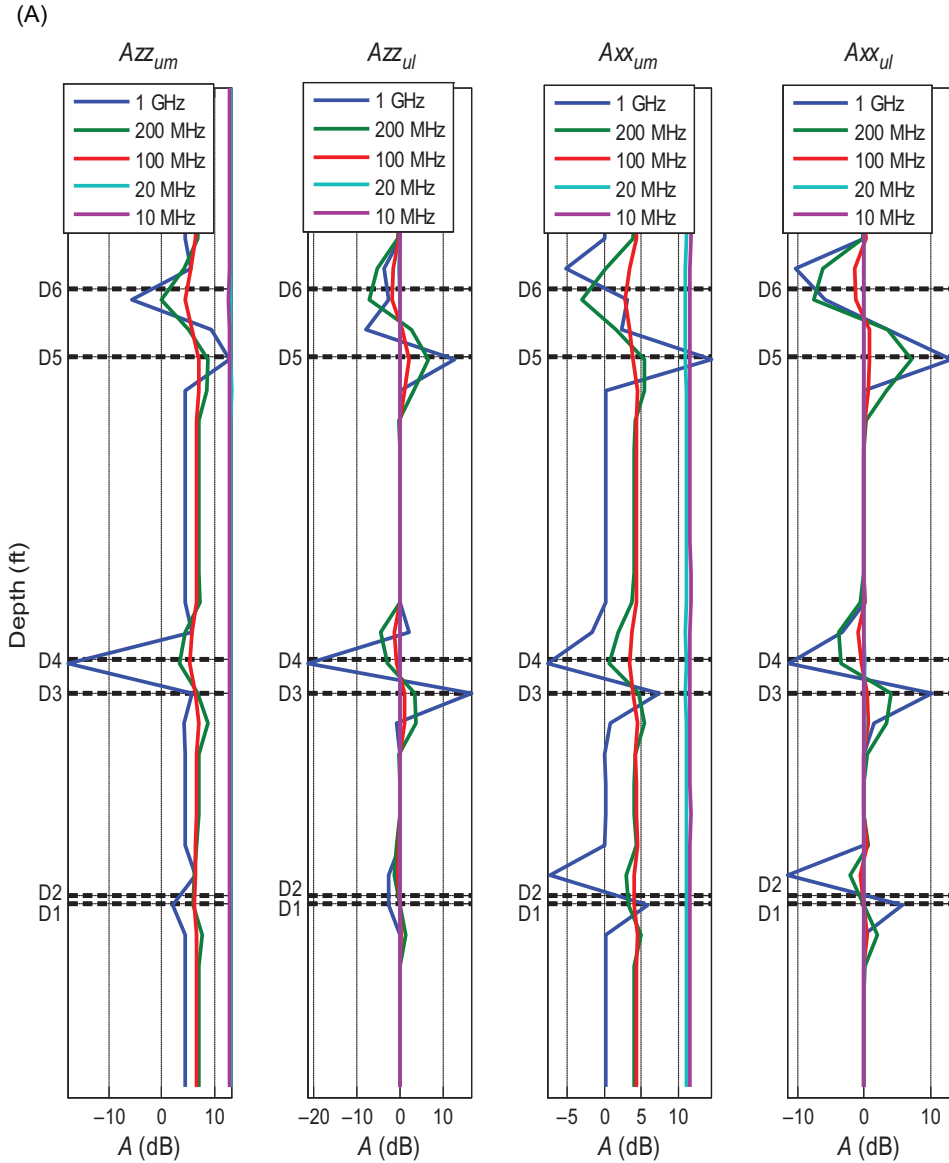 (A)
Azz_um
Azz_ul
Axx_um
Axx_ul
1 GHz
200 MHz
100 MHz
20 MHz
10 MHz
1 GHz
200 MHz
100 MHz
20 MHz
10 MHz
1 GHz
200 MHz
100 MHz
20 MHz
10 MHz
1 GHz
200 MHz
100 MHz
20 MHz
10 MHz
D6
D6
D6
D6
D5
D5
D5
D5
Depth (ft)
D4
D4
D4
D4
D3
D3
D3
D3
D2
D2
D2
D2
D1
D1
D1
D1
−10 0 10
−20 −10 0 10
−5 0 5 10
−10 0 10
A (dB)
A (dB)
A (dB)
A (dB)